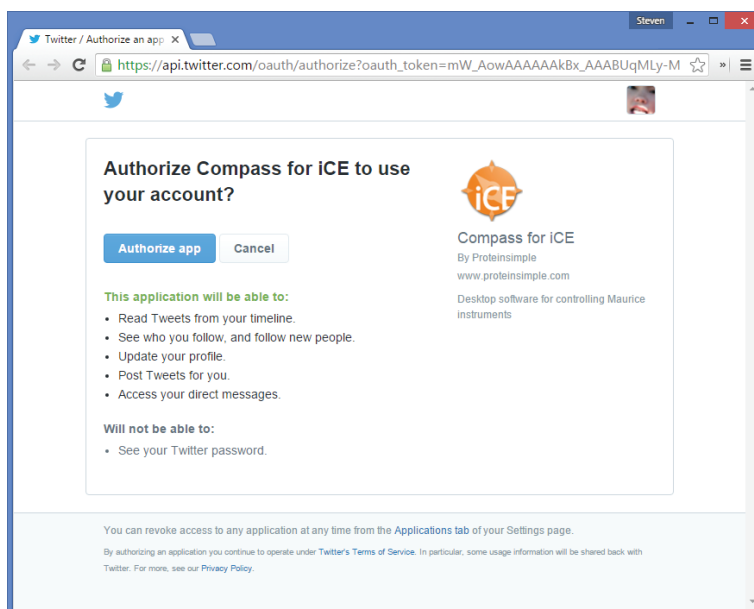 Steven
Twitter / Authorize an app
https://api.twitter.com/oauth/authorize?oauth_token=mW_AowAAAAAAkBx_AAABUqMLy-M
Authorize Compass for iCE to use
your account?
Authorize app
Cancel
This application will be able to:
• Read Tweets from your timeline.
• See who you follow, and follow new people.
• Update your profile.
• Post Tweets for you.
• Access your direct messages.
Will not be able to:
• See your Twitter password.
iCE
Compass for iCE
By Proteinsimple
www.proteinsimple.com
Desktop software for controlling Maurice
instruments
You can revoke access to any application at any time from the Applications tab of your Settings page.
By authorizing an application you continue to operate under Twitter's Terms of Service. In particular, some usage information will be shared back with
Twitter. For more, see our Privacy Policy.